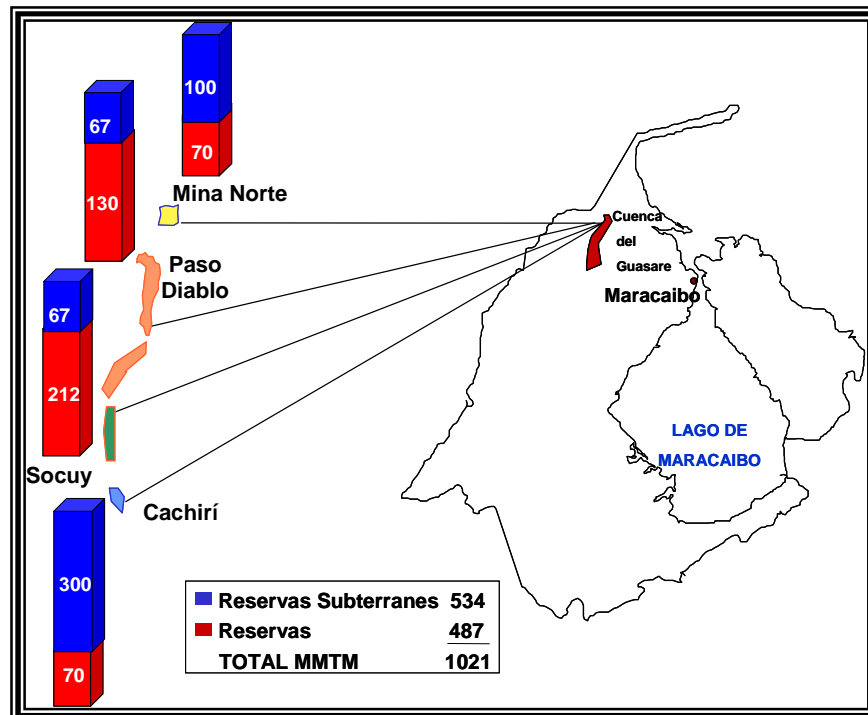 100
67
70
Mina Norte
130
Paso
Diablo
67
212
Socuy
Cachirí
300
70
Cuenca
del
Guasare
Maracaibo
LAGO DE
MARACAIBO
Reservas Subterranes 534
Reservas 487
TOTAL MMTM 1021